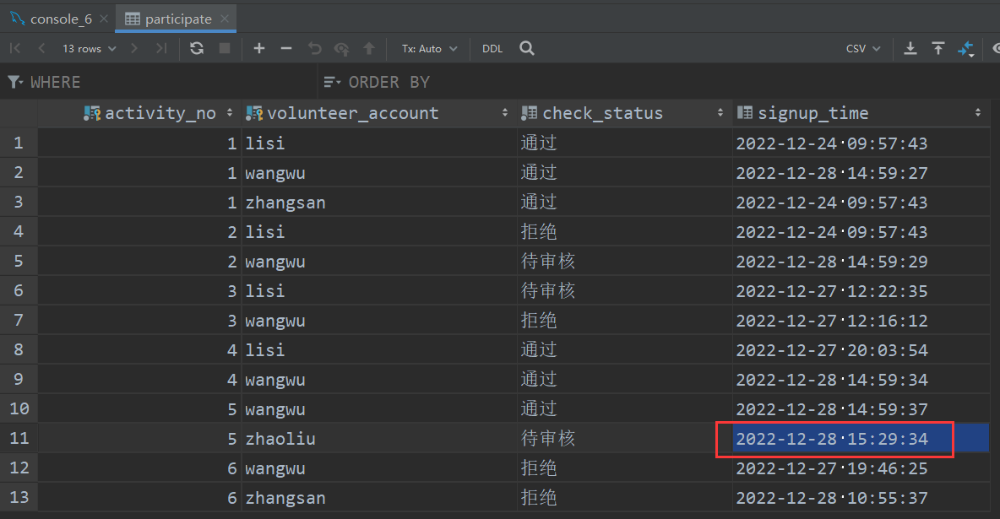 console_6 participate
13 rows Tx: Auto DDL CSV
WHERE ORDER BY
activity_no volunteer_account check_status signup_time
1 1 lisi 通过 2022-12-24 09:57:43
2 1 wangwu 通过 2022-12-28 14:59:27
3 1 zhangsan 通过 2022-12-24 09:57:43
4 2 lisi 拒绝 2022-12-24 09:57:43
5 2 wangwu 待审核 2022-12-28 14:59:29
6 3 lisi 待审核 2022-12-27 12:22:35
7 3 wangwu 拒绝 2022-12-27 12:16:12
8 4 lisi 通过 2022-12-27 20:03:54
9 4 wangwu 通过 2022-12-28 14:59:34
10 5 wangwu 通过 2022-12-28 14:59:37
11 5 zhaoliu 待审核 2022-12-28 15:29:34
12 6 wangwu 拒绝 2022-12-27 19:46:25
13 6 zhangsan 拒绝 2022-12-28 10:55:37